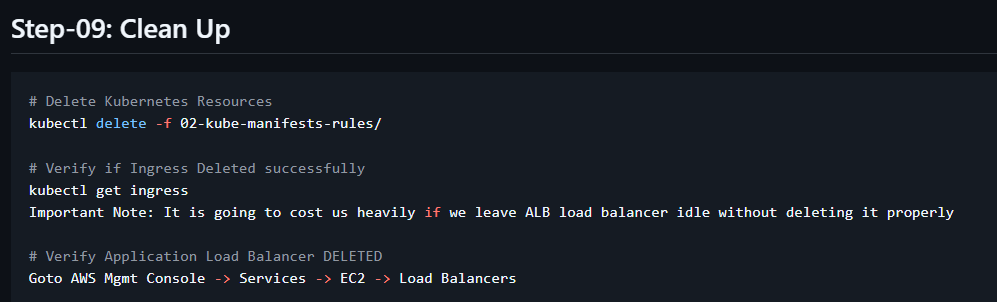 Step-09: Clean Up
# Delete Kubernetes Resources
kubectl delete -f 02-kube-manifests-rules/
# Verify if Ingress Deleted successfully
kubectl get ingress
Important Note: It is going to cost us heavily if we leave ALB load balancer idle without deleting it properly
# Verify Application Load Balancer DELETED
Goto AWS Mgmt Console -> Services -> EC2 -> Load Balancers